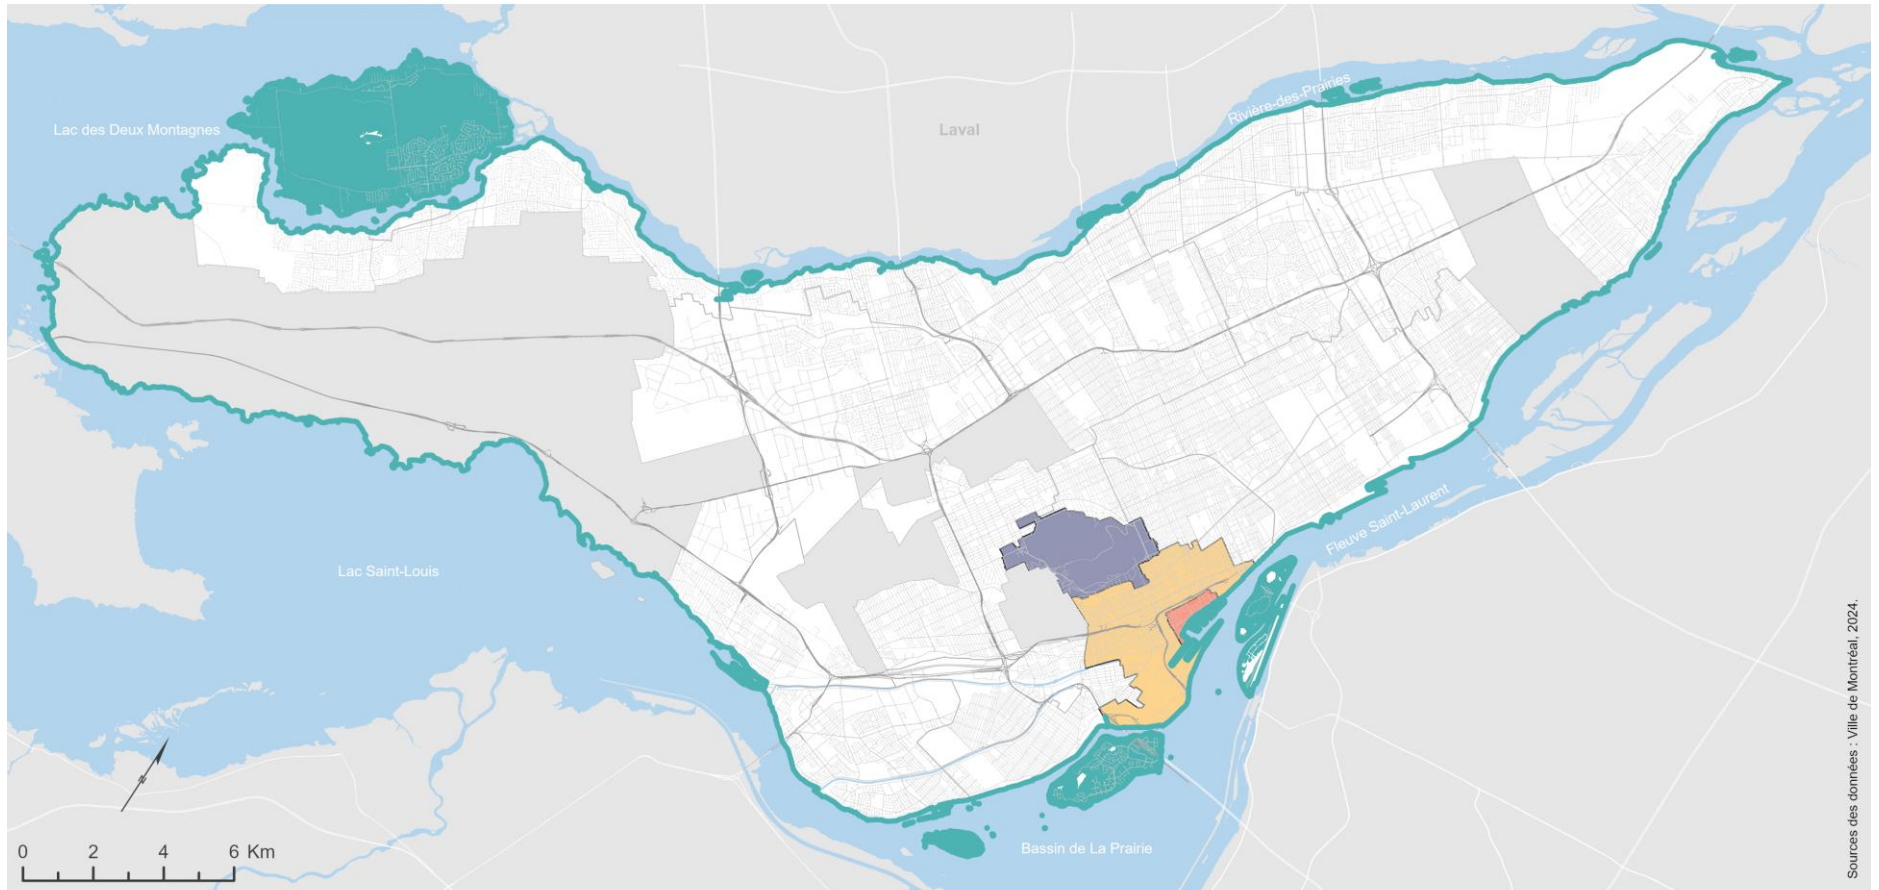 Rivière-des-Prairies
Lac des Deux Montagnes
Laval
Fleuve Saint-Laurent
Lac Saint-Louis
Sources des données : Ville de Montréal, 2024.
N
0 2 4 6 Km
Bassin de La Prairie